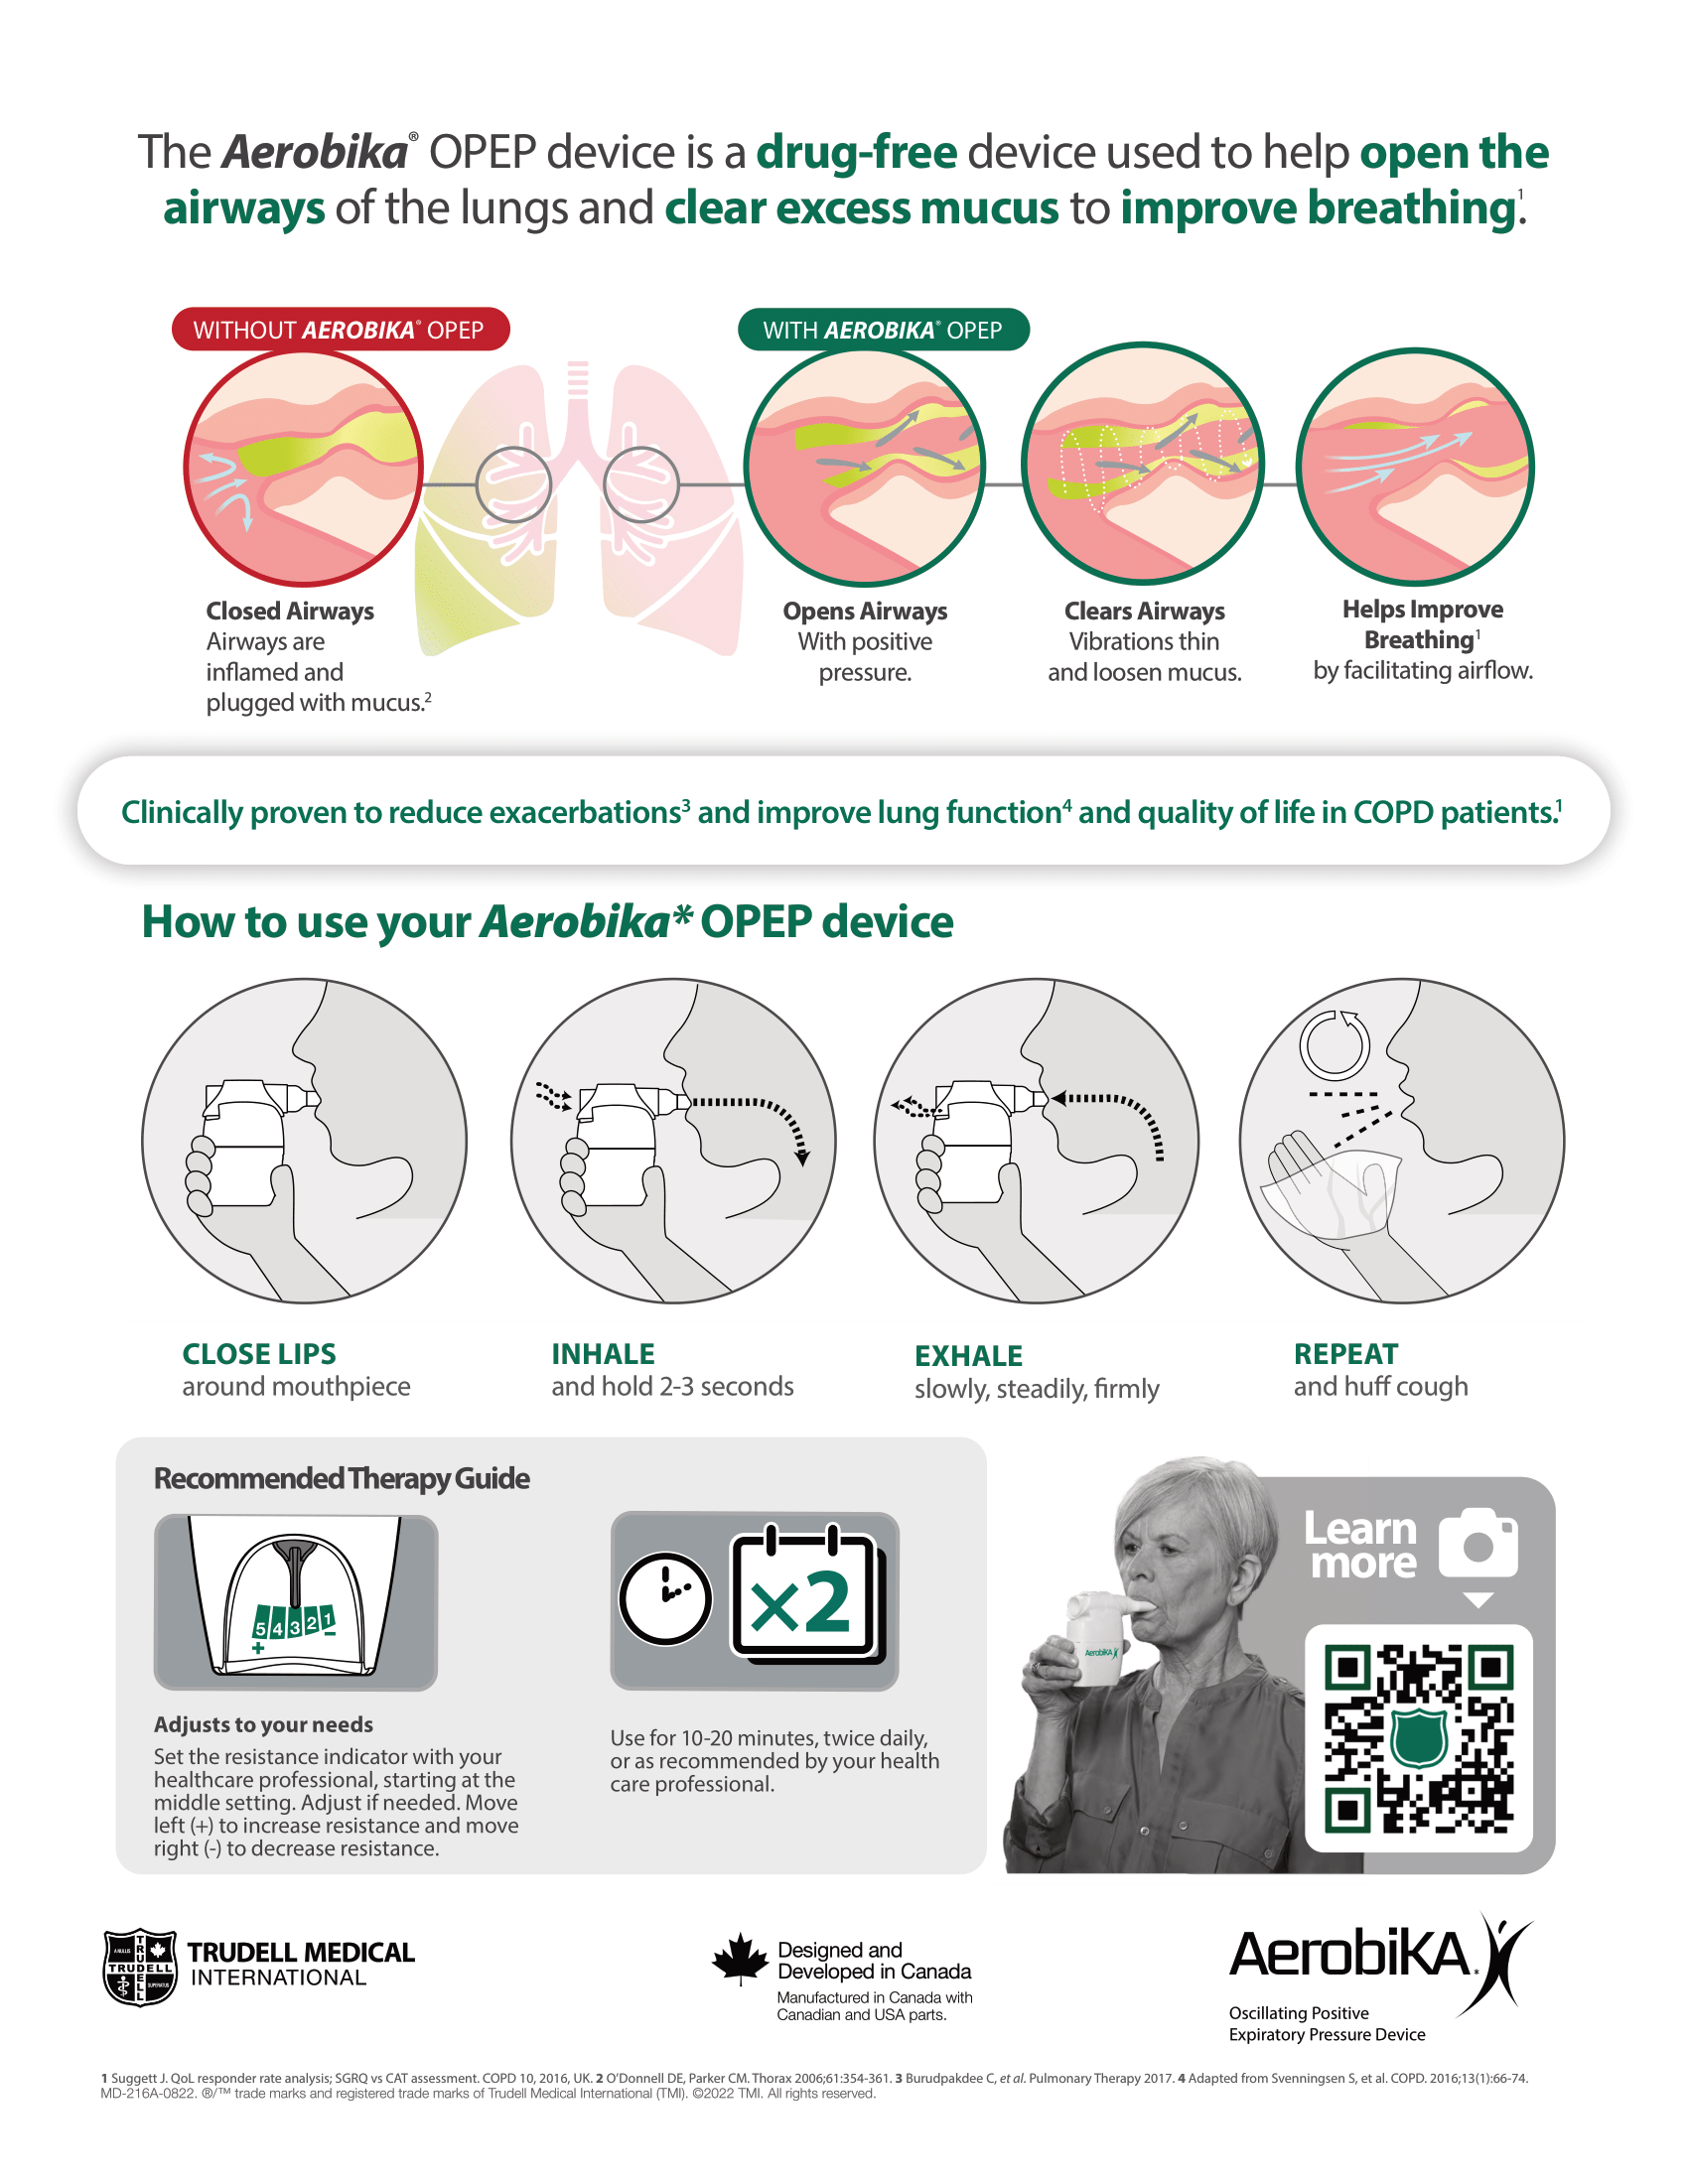 The Aerobika® OPEP device is a drug-free device used to help open the
airways of the lungs and clear excess mucus to improve breathing¹.
WITHOUT AEROBIKA® OPEP
WITH AEROBIKA® OPEP
Closed Airways
Airways are
inflamed and
plugged with mucus.²
Opens Airways
With positive
pressure.
Clears Airways
Vibrations thin
and loosen mucus.
Helps Improve
Breathing¹
by facilitating airflow.
Clinically proven to reduce exacerbations³ and improve lung function⁴ and quality of life in COPD patients.¹
How to use your Aerobika* OPEP device
CLOSE LIPS
around mouthpiece
INHALE
and hold 2-3 seconds
EXHALE
slowly, steadily, firmly
REPEAT
and huff cough
Recommended Therapy Guide
5 4 3 2 1
+ −
×2
Adjusts to your needs
Set the resistance indicator with your
healthcare professional, starting at the
middle setting. Adjust if needed. Move
left (+) to increase resistance and move
right (-) to decrease resistance.
Use for 10-20 minutes, twice daily,
or as recommended by your health
care professional.
AerobiKA
Learn
more
TRUDELL
TRUDELL
TRUDELL MEDICAL
INTERNATIONAL
Designed and
Developed in Canada
Manufactured in Canada with
Canadian and USA parts.
AerobiKA*
Oscillating Positive
Expiratory Pressure Device
1 Suggett J. QoL responder rate analysis; SGRQ vs CAT assessment. COPD 10, 2016, UK. 2 O'Donnell DE, Parker CM. Thorax 2006;61:354-361. 3 Burudpakdee C, et al. Pulmonary Therapy 2017. 4 Adapted from Svenningsen S, et al. COPD. 2016;13(1):66-74.
MD-216A-0822. ®/™ trade marks and registered trade marks of Trudell Medical International (TMI). ©2022 TMI. All rights reserved.